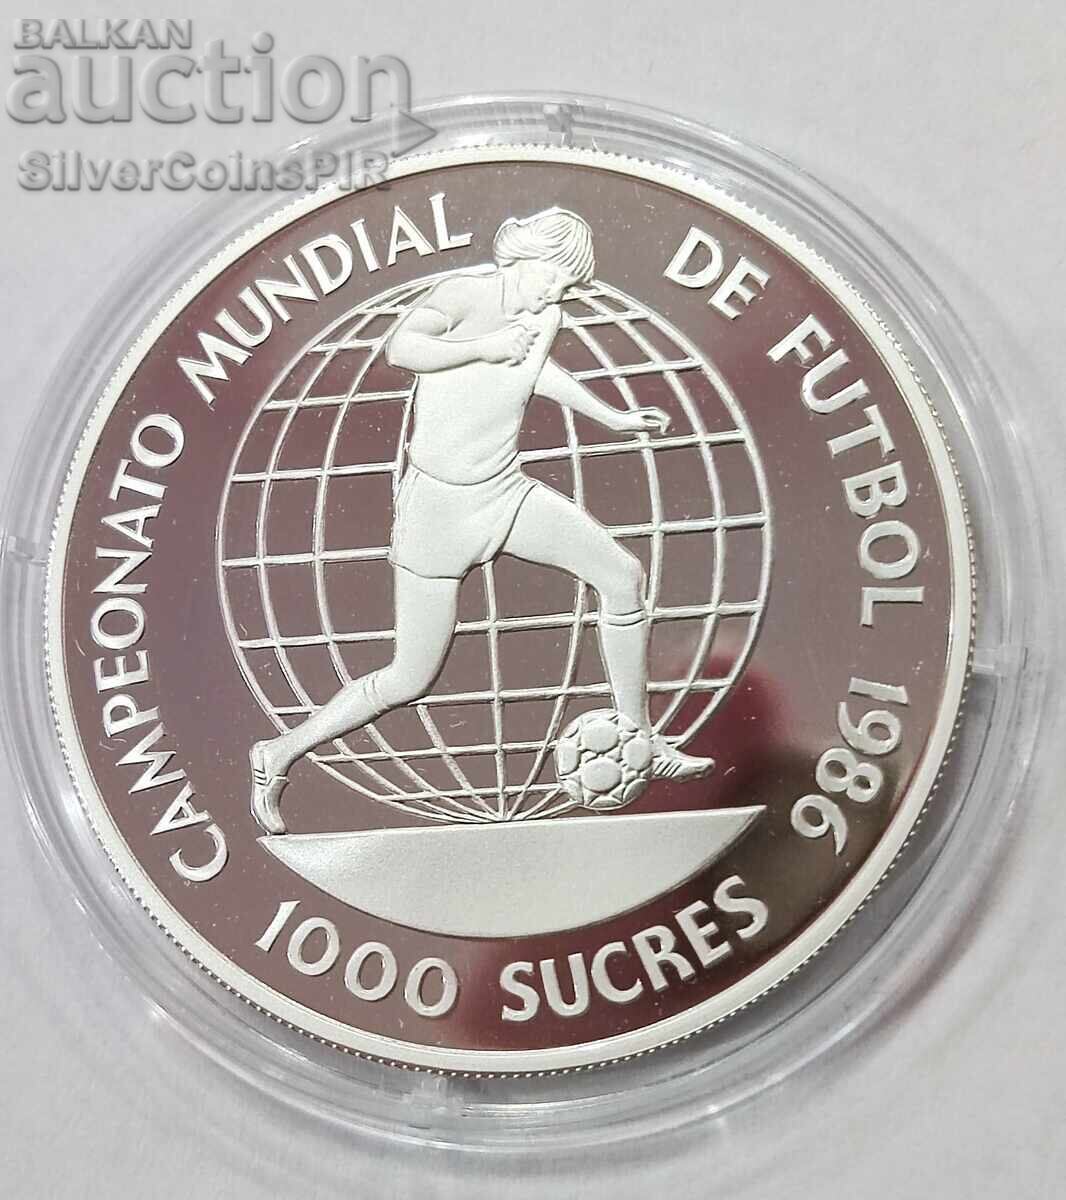 BALKAN
auction
SilverCoinsPIR
CAMPEONATO MUNDIAL DE FUTBOL 1986
1000 SUCRES